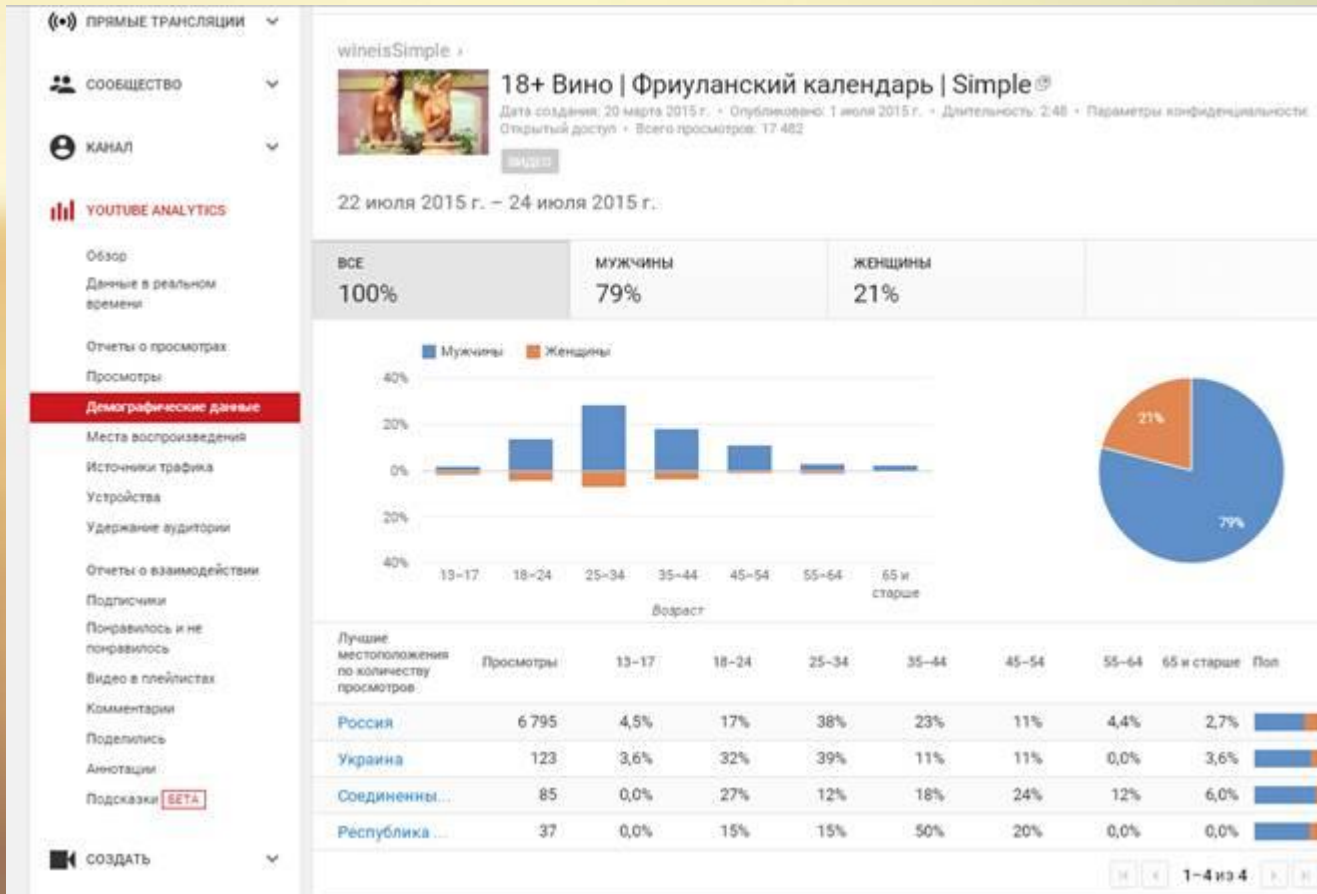 ПРЯМЫЕ ТРАНСЛЯЦИИ
СООБЩЕСТВО
КАНАЛ
YOUTUBE ANALYTICS
Обзор
Данные в реальном
времени
Отчеты о просмотрах
Просмотры
Демографические данные
Места воспроизведения
Источники трафика
Устройства
Удержание аудитории
Отчеты о взаимодействии
Подписчики
Понравилось и не
понравилось
Видео в плейлистах
Комментарии
Поделились
Аннотации
Подсказки БЕТА
СОЗДАТЬ
wineisSimple ›
18+ Вино | Фриуланский календарь | Simple
Дата создания: 20 марта 2015 г. • Опубликовано: 1 июля 2015 г. • Длительность: 2:48 • Параметры конфиденциальности:
Открытый доступ • Всего просмотров: 17 482
ВИДЕО
22 июля 2015 г. – 24 июля 2015 г.
ВСЕ МУЖЧИНЫ ЖЕНЩИНЫ
100% 79% 21%
Мужчины Женщины
40%
20%
0%
20%
40%
13–17 18–24 25–34 35–44 45–54 55–64 65 и
старше
Возраст
21%
79%
Лучшие
местоположения
по количеству
просмотров
Просмотры 13–17 18–24 25–34 35–44 45–54 55–64 65 и старше Пол
Россия 6 795 4,5% 17% 38% 23% 11% 4,4% 2,7%
Украина 123 3,6% 32% 39% 11% 11% 0,0% 3,6%
Соединенны... 85 0,0% 27% 12% 18% 24% 12% 6,0%
Республика ... 37 0,0% 15% 15% 50% 20% 0,0% 0,0%
1–4 из 4